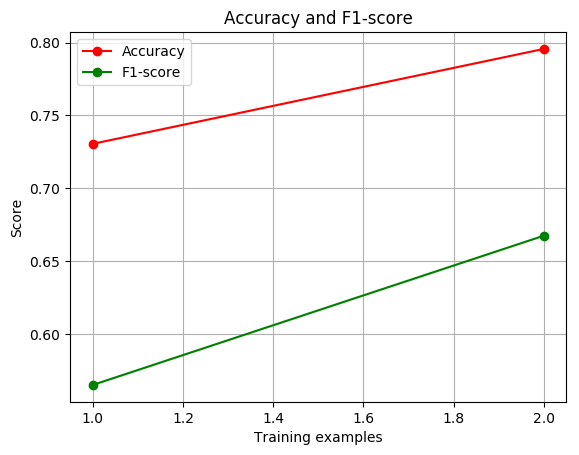 Accuracy and F1-score
Accuracy
F1-score
0.80
0.75
0.70
0.65
0.60
Score
1.0 1.2 1.4 1.6 1.8 2.0
Training examples